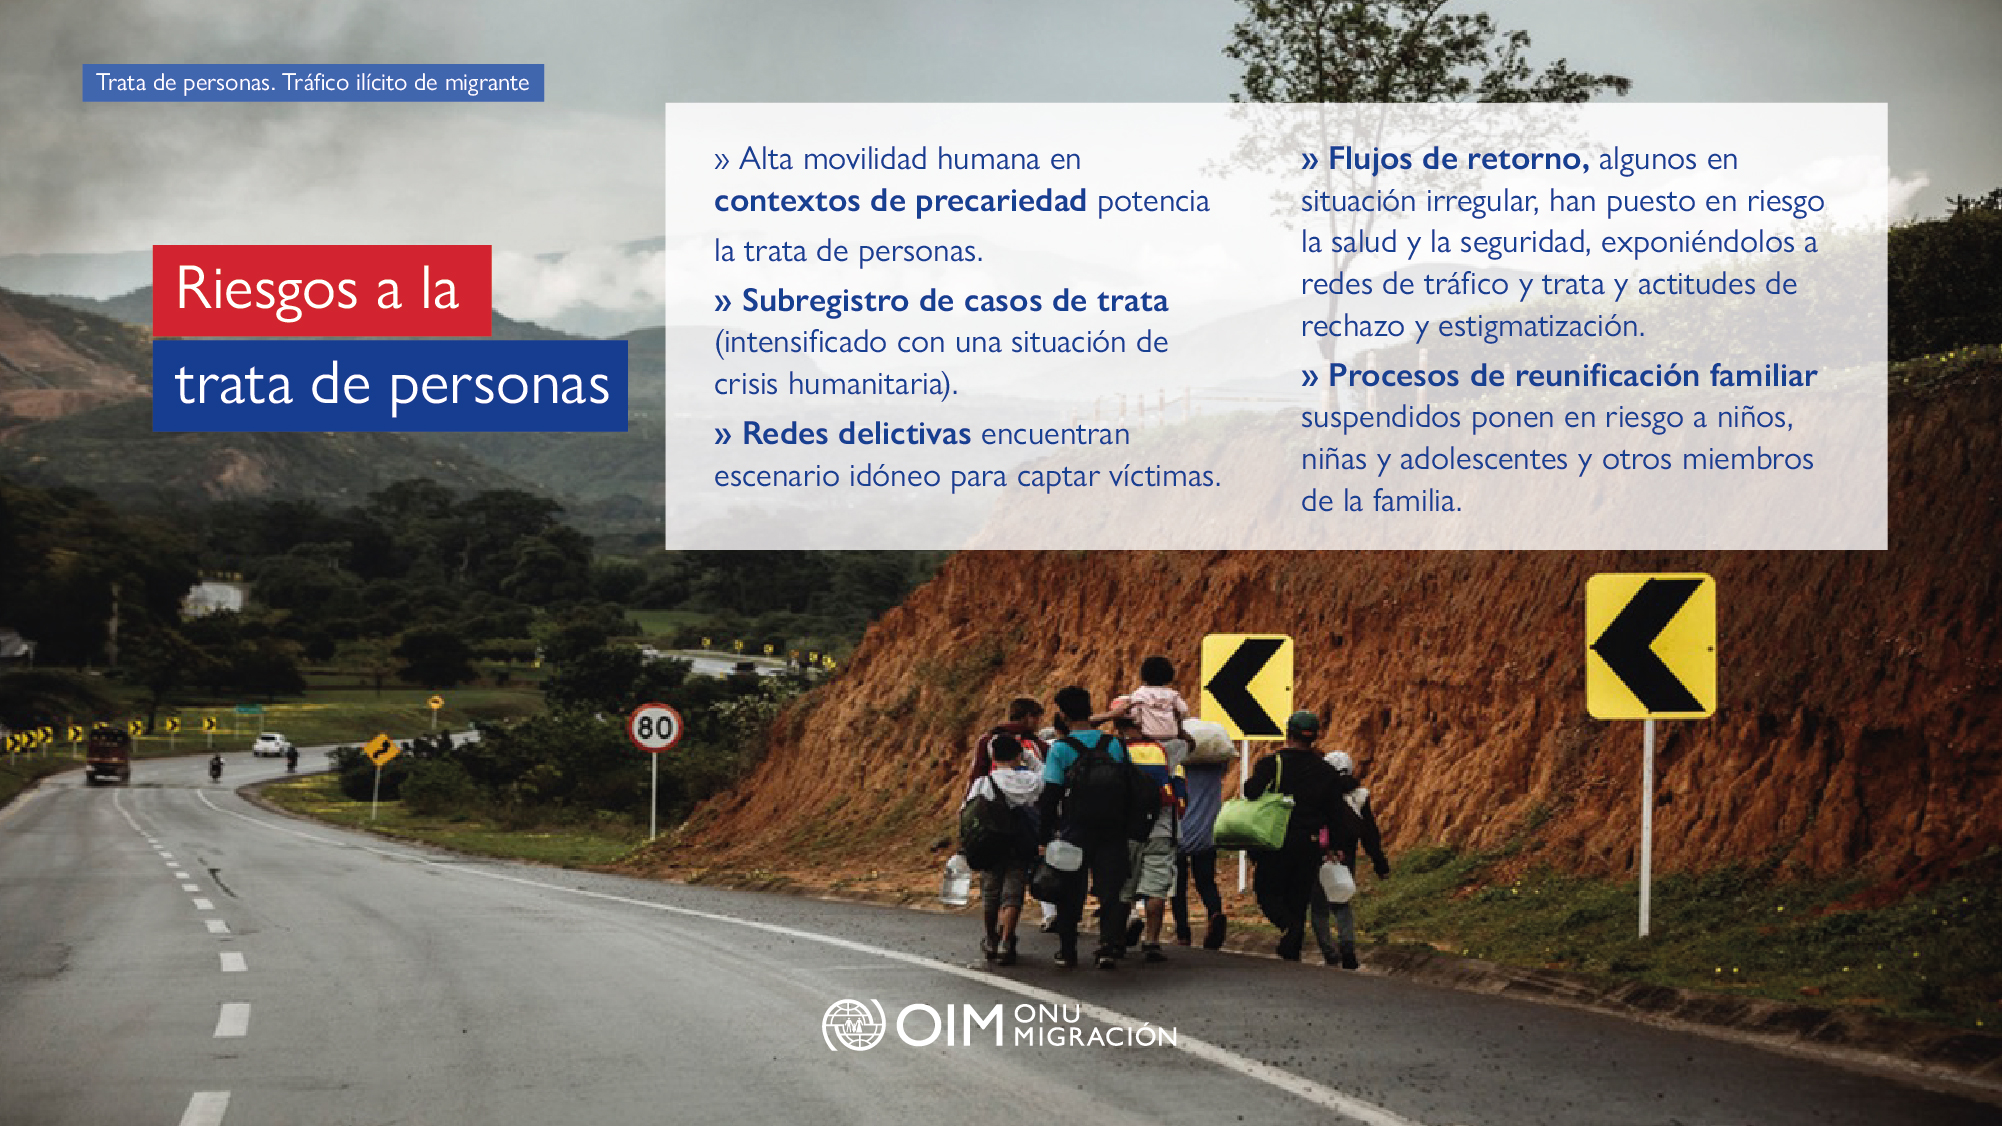 Trata de personas. Tráfico ilícito de migrante
Riesgos a la
trata de personas
» Alta movilidad humana en
contextos de precariedad potencia
la trata de personas.
» Subregistro de casos de trata
(intensificado con una situación de
crisis humanitaria).
» Redes delictivas encuentran
escenario idóneo para captar víctimas.
» Flujos de retorno, algunos en
situación irregular, han puesto en riesgo
la salud y la seguridad, exponiéndolos a
redes de tráfico y trata y actitudes de
rechazo y estigmatización.
» Procesos de reunificación familiar
suspendidos ponen en riesgo a niños,
niñas y adolescentes y otros miembros
de la familia.
80
OIM ONU
MIGRACIÓN